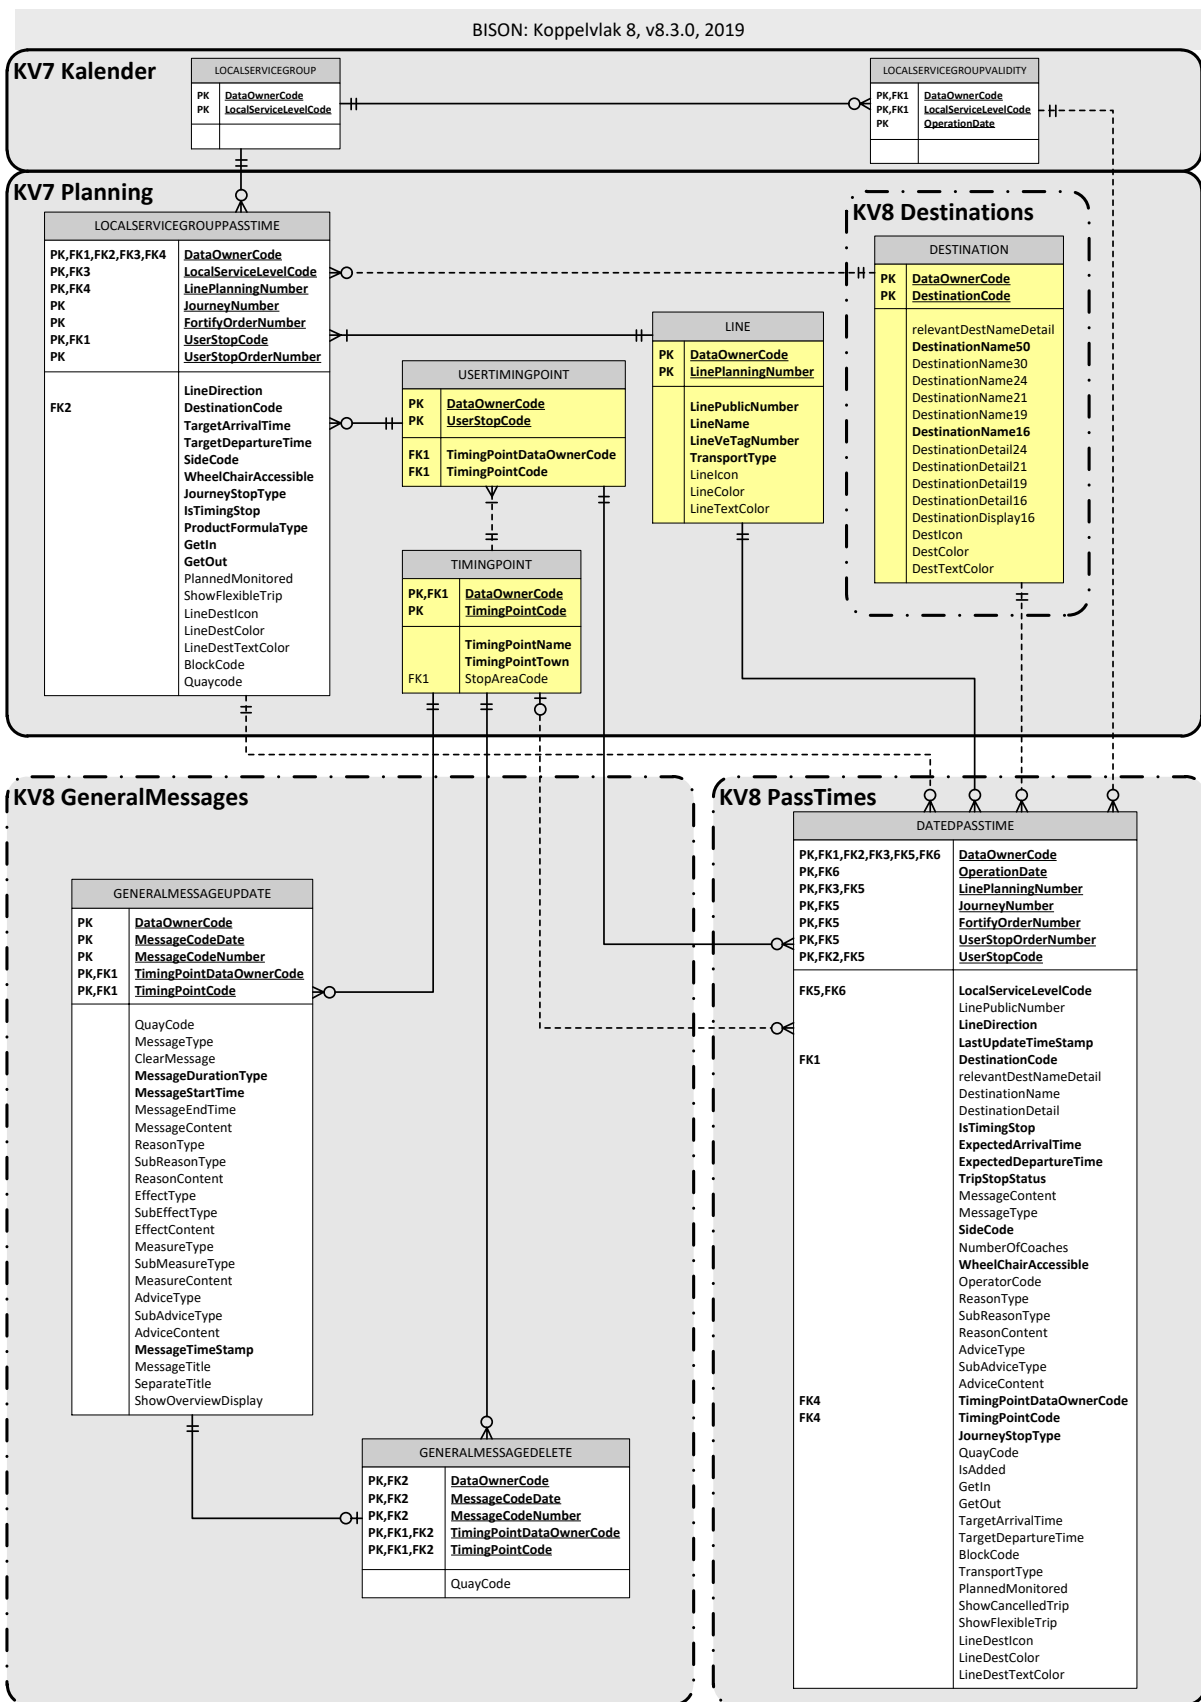 BISON: Koppelvlak 8, v8.3.0, 2019
KV7 Kalender
LOCALSERVICEGROUP
PK DataOwnerCode
PK LocalServiceLevelCode
LOCALSERVICEGROUPVALIDITY
PK,FK1 DataOwnerCode
PK,FK1 LocalServiceLevelCode
PK OperationDate
KV7 Planning
LOCALSERVICEGROUPPASSTIME
PK,FK1,FK2,FK3,FK4 DataOwnerCode
PK,FK3 LocalServiceLevelCode
PK,FK4 LinePlanningNumber
PK JourneyNumber
PK FortifyOrderNumber
PK,FK1 UserStopCode
PK UserStopOrderNumber
LineDirection
FK2 DestinationCode
TargetArrivalTime
TargetDepartureTime
SideCode
WheelChairAccessible
JourneyStopType
IsTimingStop
ProductFormulaType
GetIn
GetOut
PlannedMonitored
ShowFlexibleTrip
LineDestIcon
LineDestColor
LineDestTextColor
BlockCode
Quaycode
USERTIMINGPOINT
PK DataOwnerCode
PK UserStopCode
FK1 TimingPointDataOwnerCode
FK1 TimingPointCode
TIMINGPOINT
PK,FK1 DataOwnerCode
PK TimingPointCode
TimingPointName
TimingPointTown
FK1 StopAreaCode
LINE
PK DataOwnerCode
PK LinePlanningNumber
LinePublicNumber
LineName
LineVeTagNumber
TransportType
LineIcon
LineColor
LineTextColor
KV8 Destinations
DESTINATION
PK DataOwnerCode
PK DestinationCode
relevantDestNameDetail
DestinationName50
DestinationName30
DestinationName24
DestinationName21
DestinationName19
DestinationName16
DestinationDetail24
DestinationDetail21
DestinationDetail19
DestinationDetail16
DestinationDisplay16
DestIcon
DestColor
DestTextColor
KV8 GeneralMessages
GENERALMESSAGEUPDATE
PK DataOwnerCode
PK MessageCodeDate
PK MessageCodeNumber
PK,FK1 TimingPointDataOwnerCode
PK,FK1 TimingPointCode
QuayCode
MessageType
ClearMessage
MessageDurationType
MessageStartTime
MessageEndTime
MessageContent
ReasonType
SubReasonType
ReasonContent
EffectType
SubEffectType
EffectContent
MeasureType
SubMeasureType
MeasureContent
AdviceType
SubAdviceType
AdviceContent
MessageTimeStamp
MessageTitle
SeparateTitle
ShowOverviewDisplay
GENERALMESSAGEDELETE
PK,FK2 DataOwnerCode
PK,FK2 MessageCodeDate
PK,FK2 MessageCodeNumber
PK,FK1,FK2 TimingPointDataOwnerCode
PK,FK1,FK2 TimingPointCode
QuayCode
KV8 PassTimes
DATEDPASSTIME
PK,FK1,FK2,FK3,FK5,FK6 DataOwnerCode
PK,FK6 OperationDate
PK,FK3,FK5 LinePlanningNumber
PK,FK5 JourneyNumber
PK,FK5 FortifyOrderNumber
PK,FK5 UserStopOrderNumber
PK,FK2,FK5 UserStopCode
FK5,FK6 LocalServiceLevelCode
LinePublicNumber
LineDirection
LastUpdateTimeStamp
FK1 DestinationCode
relevantDestNameDetail
DestinationName
DestinationDetail
IsTimingStop
ExpectedArrivalTime
ExpectedDepartureTime
TripStopStatus
MessageContent
MessageType
SideCode
NumberOfCoaches
WheelChairAccessible
OperatorCode
ReasonType
SubReasonType
ReasonContent
AdviceType
SubAdviceType
AdviceContent
FK4 TimingPointDataOwnerCode
FK4 TimingPointCode
JourneyStopType
QuayCode
IsAdded
GetIn
GetOut
TargetArrivalTime
TargetDepartureTime
BlockCode
TransportType
PlannedMonitored
ShowCancelledTrip
ShowFlexibleTrip
LineDestIcon
LineDestColor
LineDestTextColor